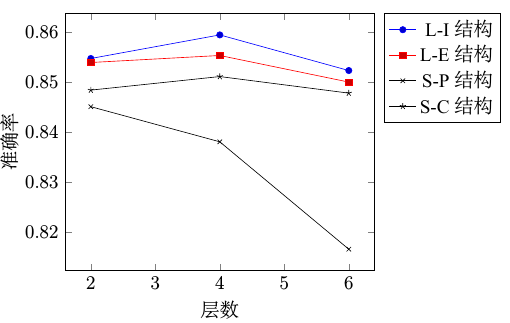 0.86
0.85
0.84
0.83
0.82
准确率
2 3 4 5 6
层数
L-I 结构
L-E 结构
S-P 结构
S-C 结构